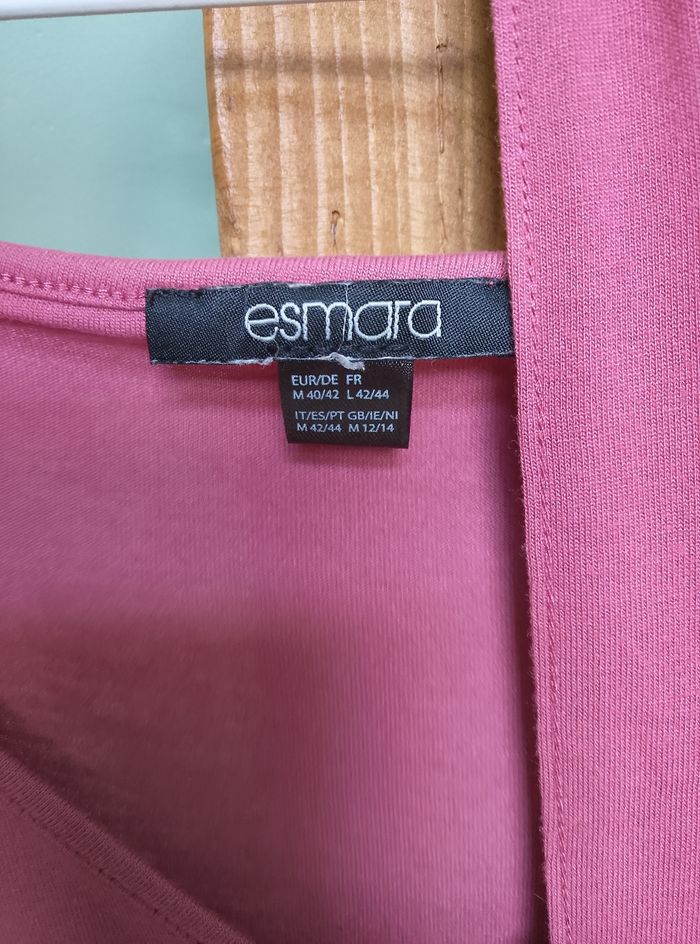 esmara
EUR/DE FR
M 40/42 L 42/44
IT/ES/PT GB/IE/NI
M 42/44 M 12/14